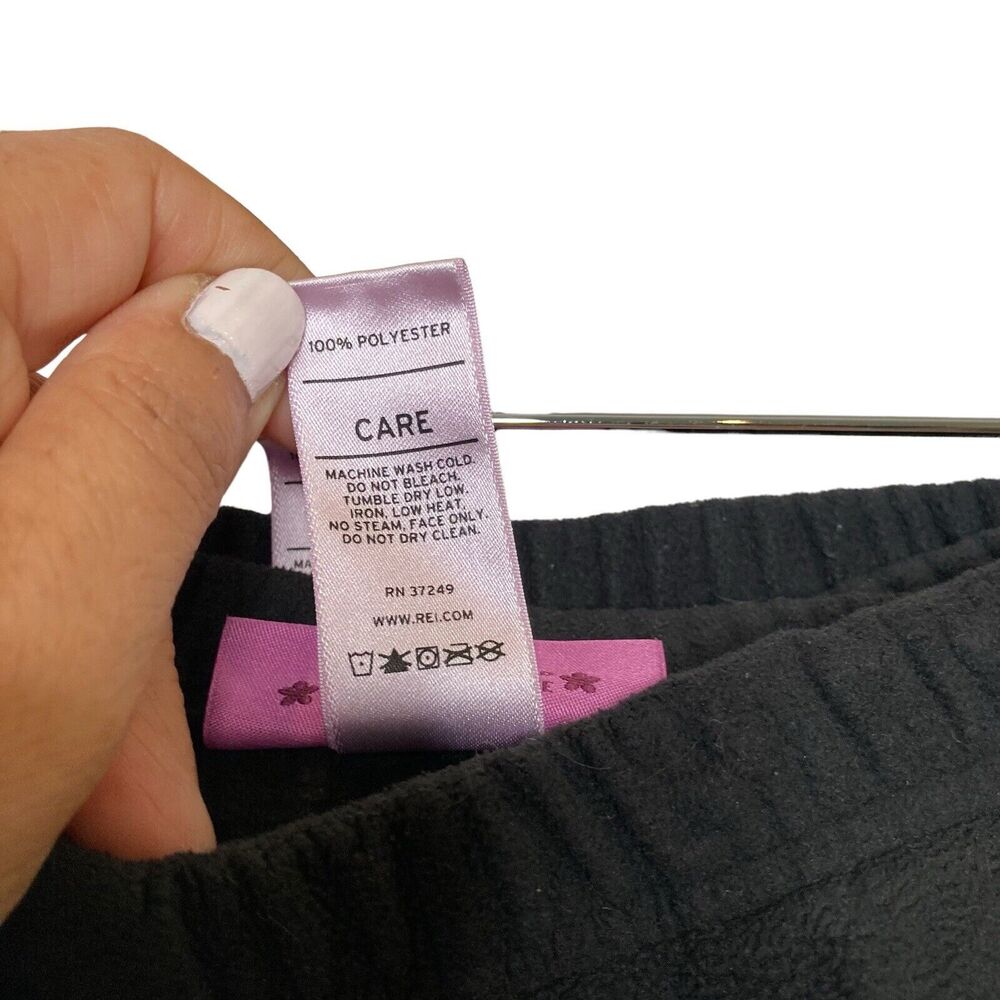 100% POLYESTER
CARE
MACHINE WASH COLD.
DO NOT BLEACH.
TUMBLE DRY LOW.
IRON, LOW HEAT.
NO STEAM, FACE ONLY.
DO NOT DRY CLEAN.
RN 37249
WWW.REI.COM
MA